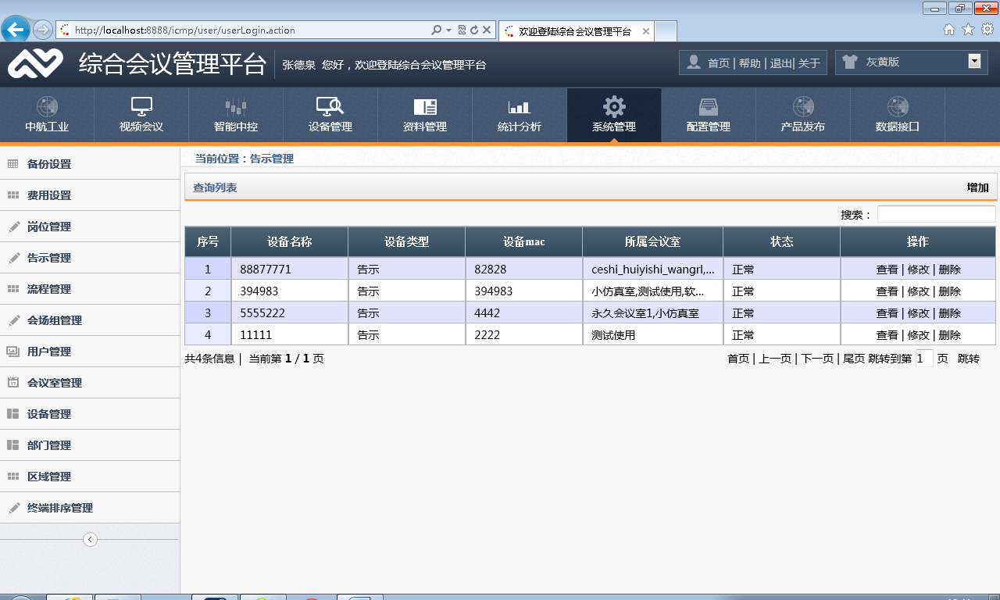 http://localhost:8888/icmp/user/userLogin.action
欢迎登陆综合会议管理平台
综合会议管理平台 张德泉 您好，欢迎登陆综合会议管理平台
首页 | 帮助 | 退出| 关于 灰黄版
中航工业 视频会议 智能中控 设备管理 资料管理 统计分析 系统管理 配置管理 产品发布 数据接口
备份设置
费用设置
岗位管理
告示管理
流程管理
会场组管理
用户管理
会议室管理
设备管理
部门管理
区域管理
终端排序管理
当前位置：告示管理
查询列表 增加
搜索：
序号 设备名称 设备类型 设备mac 所属会议室 状态 操作
1 88877771 告示 82828 ceshi_huiyishi_wangrl,... 正常 查看 | 修改 | 删除
2 394983 告示 394983 小仿真室,测试使用,软... 正常 查看 | 修改 | 删除
3 5555222 告示 4442 永久会议室1,小仿真室 正常 查看 | 修改 | 删除
4 11111 告示 2222 测试使用 正常 查看 | 修改 | 删除
共4条信息 | 当前第 1 / 1 页 首页 | 上一页 | 下一页 | 尾页 跳转到第 1 页 跳转